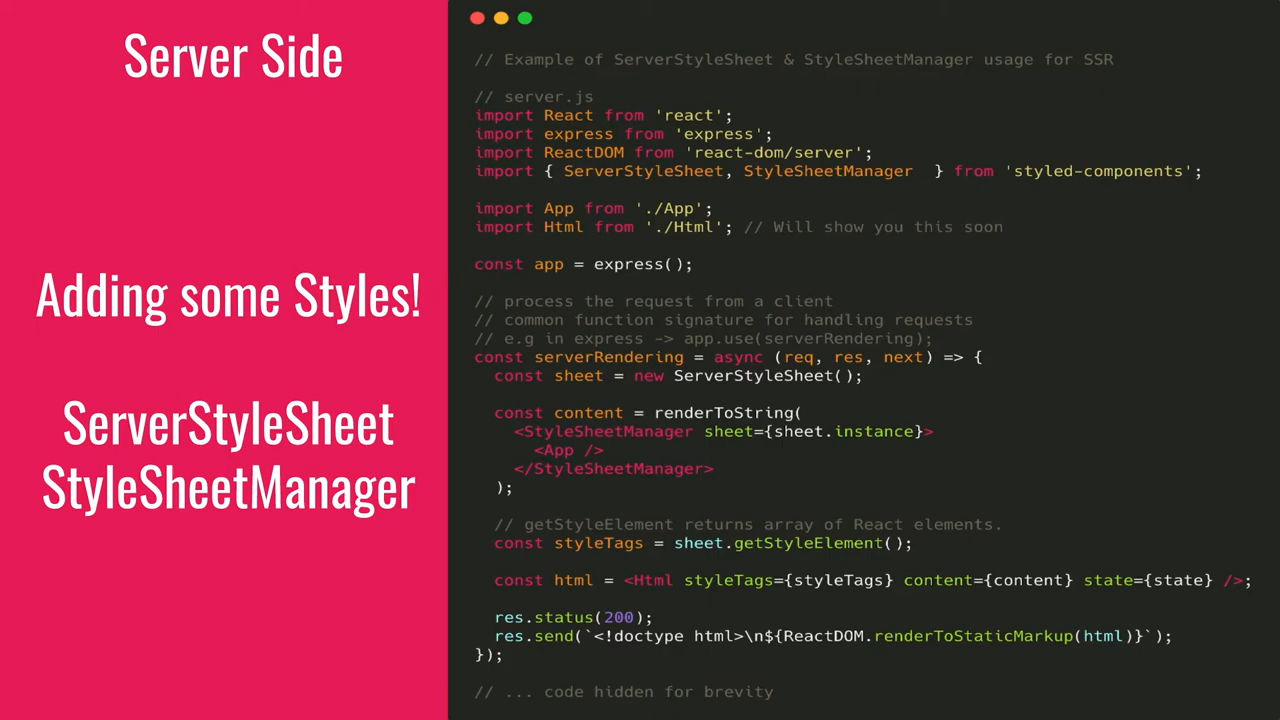 Server Side
Adding some Styles!
ServerStyleSheet
StyleSheetManager
// Example of ServerStyleSheet & StyleSheetManager usage for SSR
// server.js
import React from 'react';
import express from 'express';
import ReactDOM from 'react-dom/server';
import { ServerStyleSheet, StyleSheetManager } from 'styled-components';
import App from './App';
import Html from './Html'; // Will show you this soon
const app = express();
// process the request from a client
// common function signature for handling requests
// e.g in express -> app.use(serverRendering);
const serverRendering = async (req, res, next) => {
const sheet = new ServerStyleSheet();
const content = renderToString(
<StyleSheetManager sheet={sheet.instance}>
<App />
</StyleSheetManager>
);
// getStyleElement returns array of React elements.
const styleTags = sheet.getStyleElement();
const html = <Html styleTags={styleTags} content={content} state={state} />;
res.status(200);
res.send(`<!doctype html>\n${ReactDOM.renderToStaticMarkup(html)}`);
});
// ... code hidden for brevity